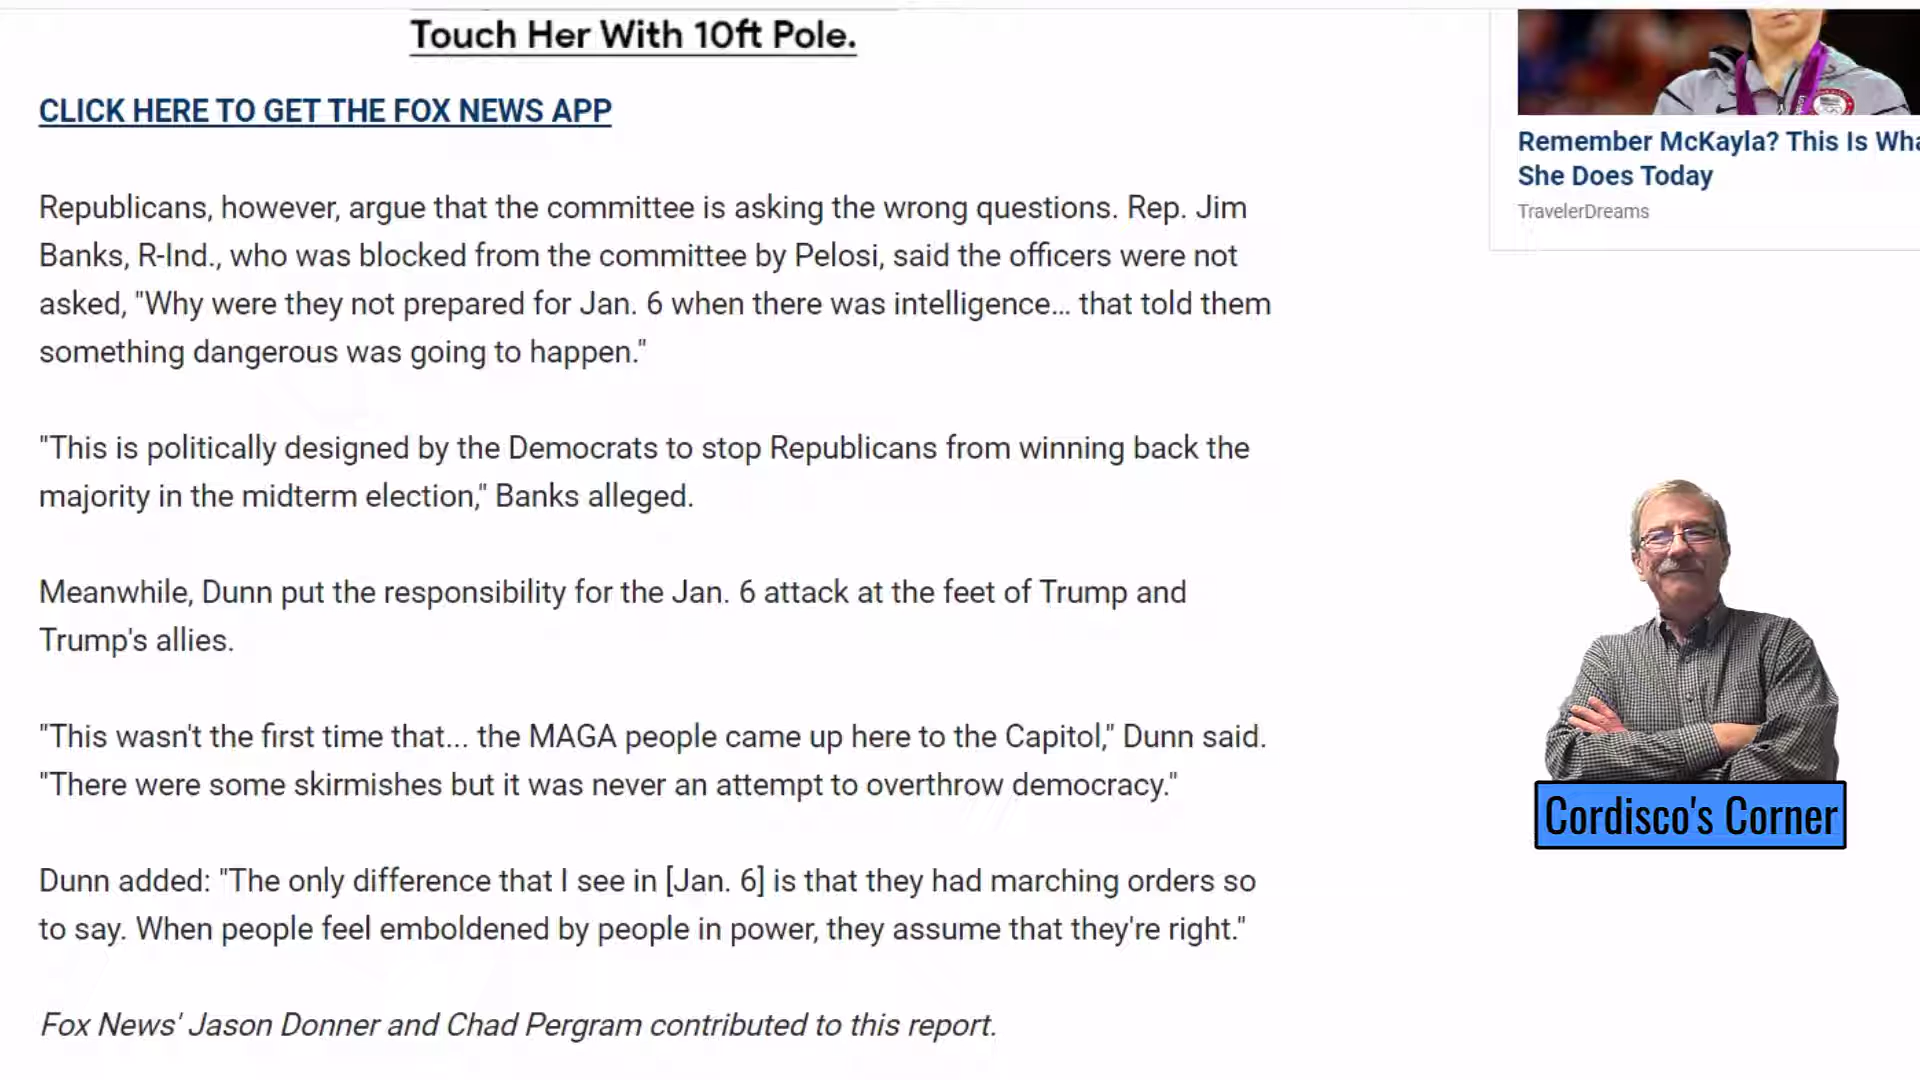 Touch Her With 10ft Pole.
CLICK HERE TO GET THE FOX NEWS APP
Republicans, however, argue that the committee is asking the wrong questions. Rep. Jim
Banks, R-Ind., who was blocked from the committee by Pelosi, said the officers were not
asked, "Why were they not prepared for Jan. 6 when there was intelligence... that told them
something dangerous was going to happen."
"This is politically designed by the Democrats to stop Republicans from winning back the
majority in the midterm election," Banks alleged.
Meanwhile, Dunn put the responsibility for the Jan. 6 attack at the feet of Trump and
Trump's allies.
"This wasn't the first time that... the MAGA people came up here to the Capitol," Dunn said.
"There were some skirmishes but it was never an attempt to overthrow democracy."
Dunn added: "The only difference that I see in [Jan. 6] is that they had marching orders so
to say. When people feel emboldened by people in power, they assume that they're right."
Fox News' Jason Donner and Chad Pergram contributed to this report.
Remember McKayla? This Is Wha
She Does Today
TravelerDreams
Cordisco's Corner